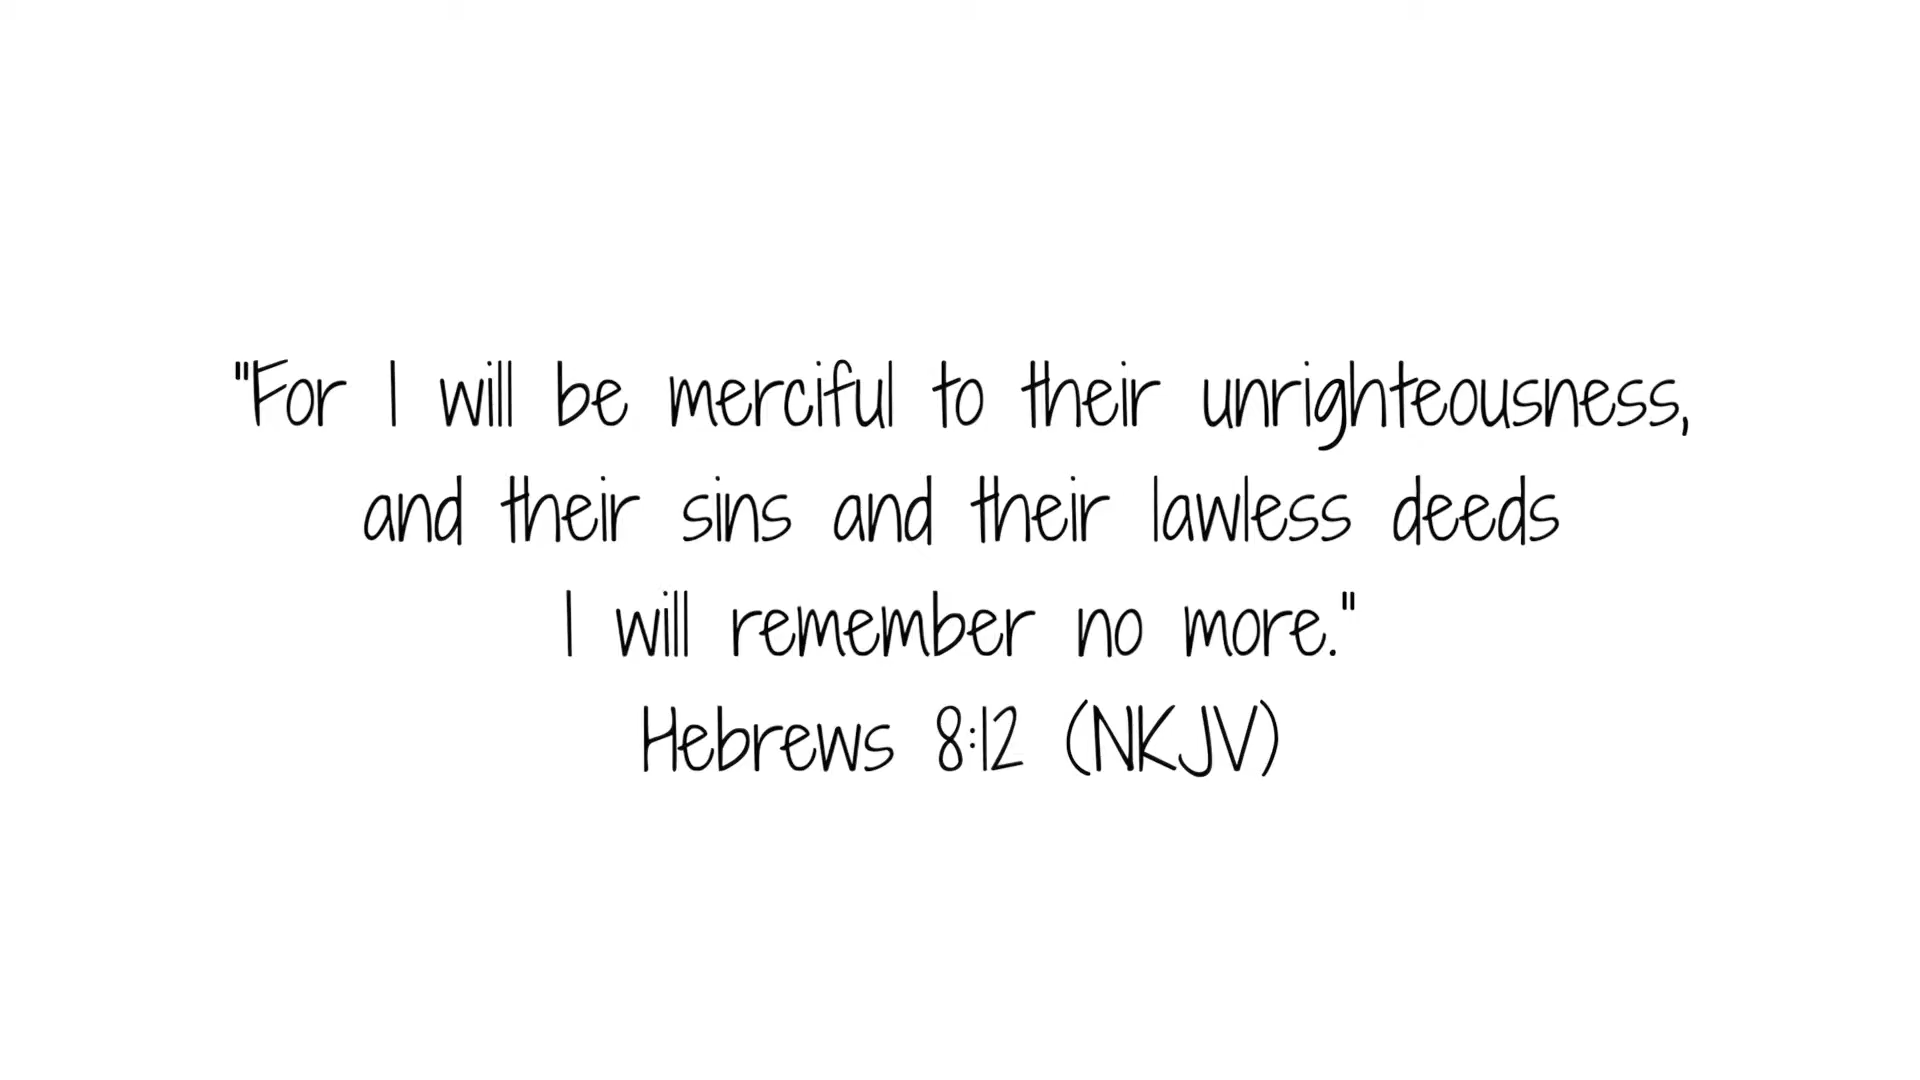 "For I will be merciful to their unrighteousness,
and their sins and their lawless deeds
I will remember no more."
Hebrews 8:12 (NKJV)